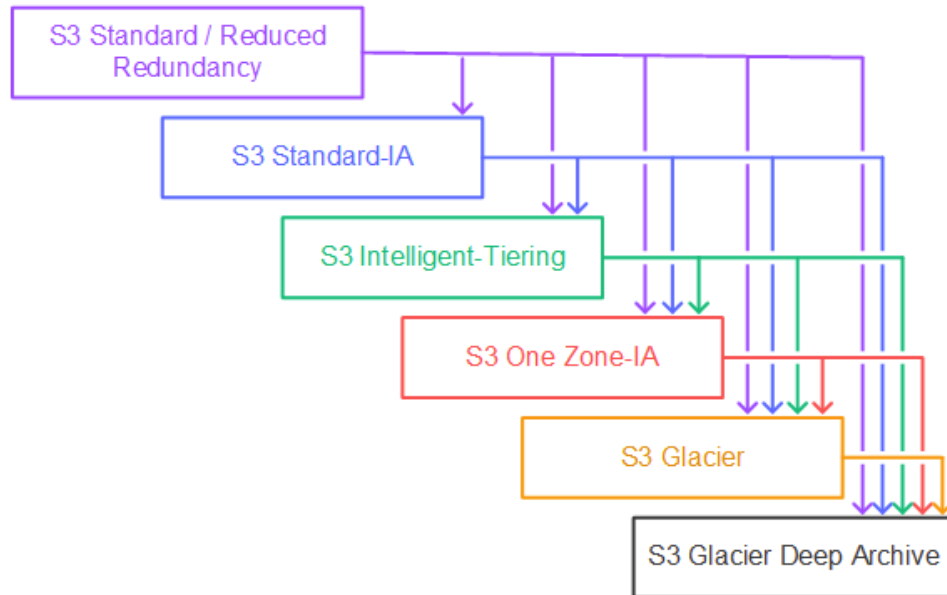 S3 Standard / Reduced
Redundancy
S3 Standard-IA
S3 Intelligent-Tiering
S3 One Zone-IA
S3 Glacier
S3 Glacier Deep Archive